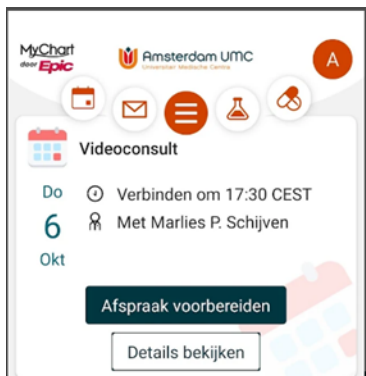 MyChart
door Epic
Amsterdam UMC
Universitair Medische Centra
A
Videoconsult
Do
6
Okt
Verbinden om 17:30 CEST
Met Marlies P. Schijven
Afspraak voorbereiden
Details bekijken